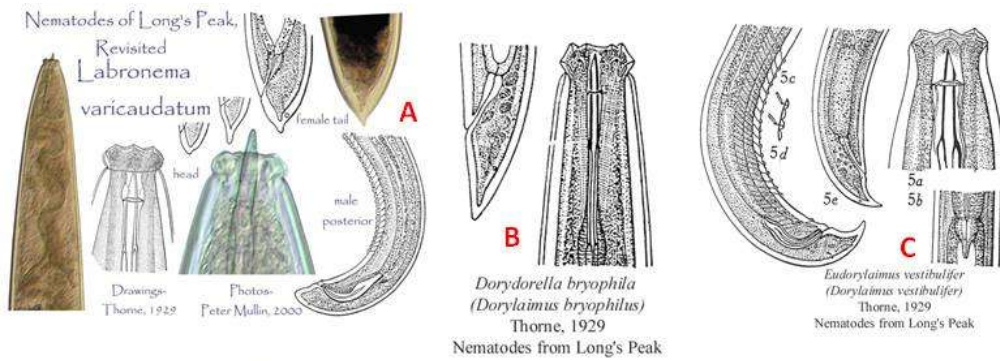 Nematodes of Long's Peak,
Revisited
Labronema
varicaudatum
A
female tail
head
male
posterior
Drawings-
Thorne, 1929
Photos-
Peter Mullin, 2000
B
Dorydorella bryophila
(Dorylaimus bryophilus)
Thorne, 1929
Nematodes from Long's Peak
5c
5d
5e
5a
5b
C
Eudorylaimus vestibulifer
(Dorylaimus vestibulifer)
Thorne, 1929
Nematodes from Long's Peak